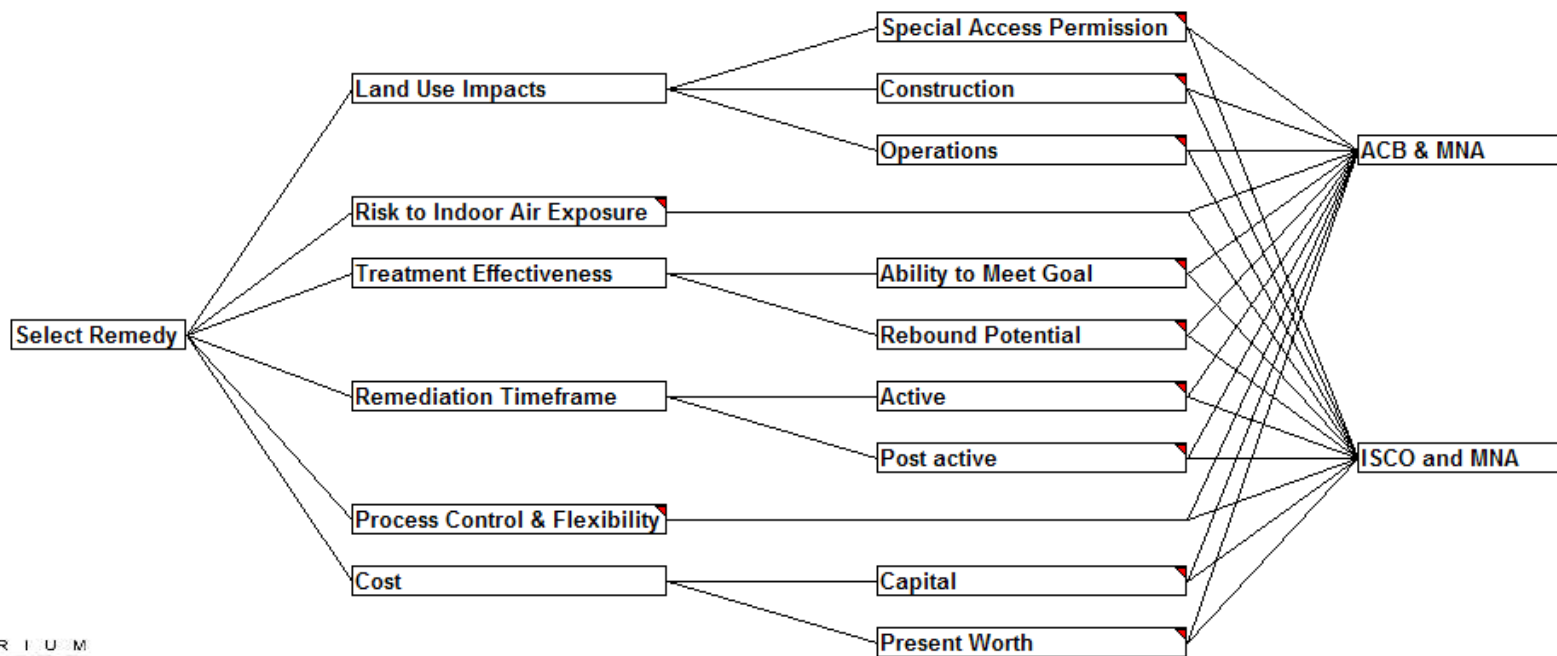 Special Access Permission
Land Use Impacts
Construction
Operations
ACB & MNA
Risk to Indoor Air Exposure
Treatment Effectiveness
Ability to Meet Goal
Select Remedy
Rebound Potential
Remediation Timeframe
Active
Post active
ISCO and MNA
Process Control & Flexibility
Cost
Capital
Present Worth
R I U M